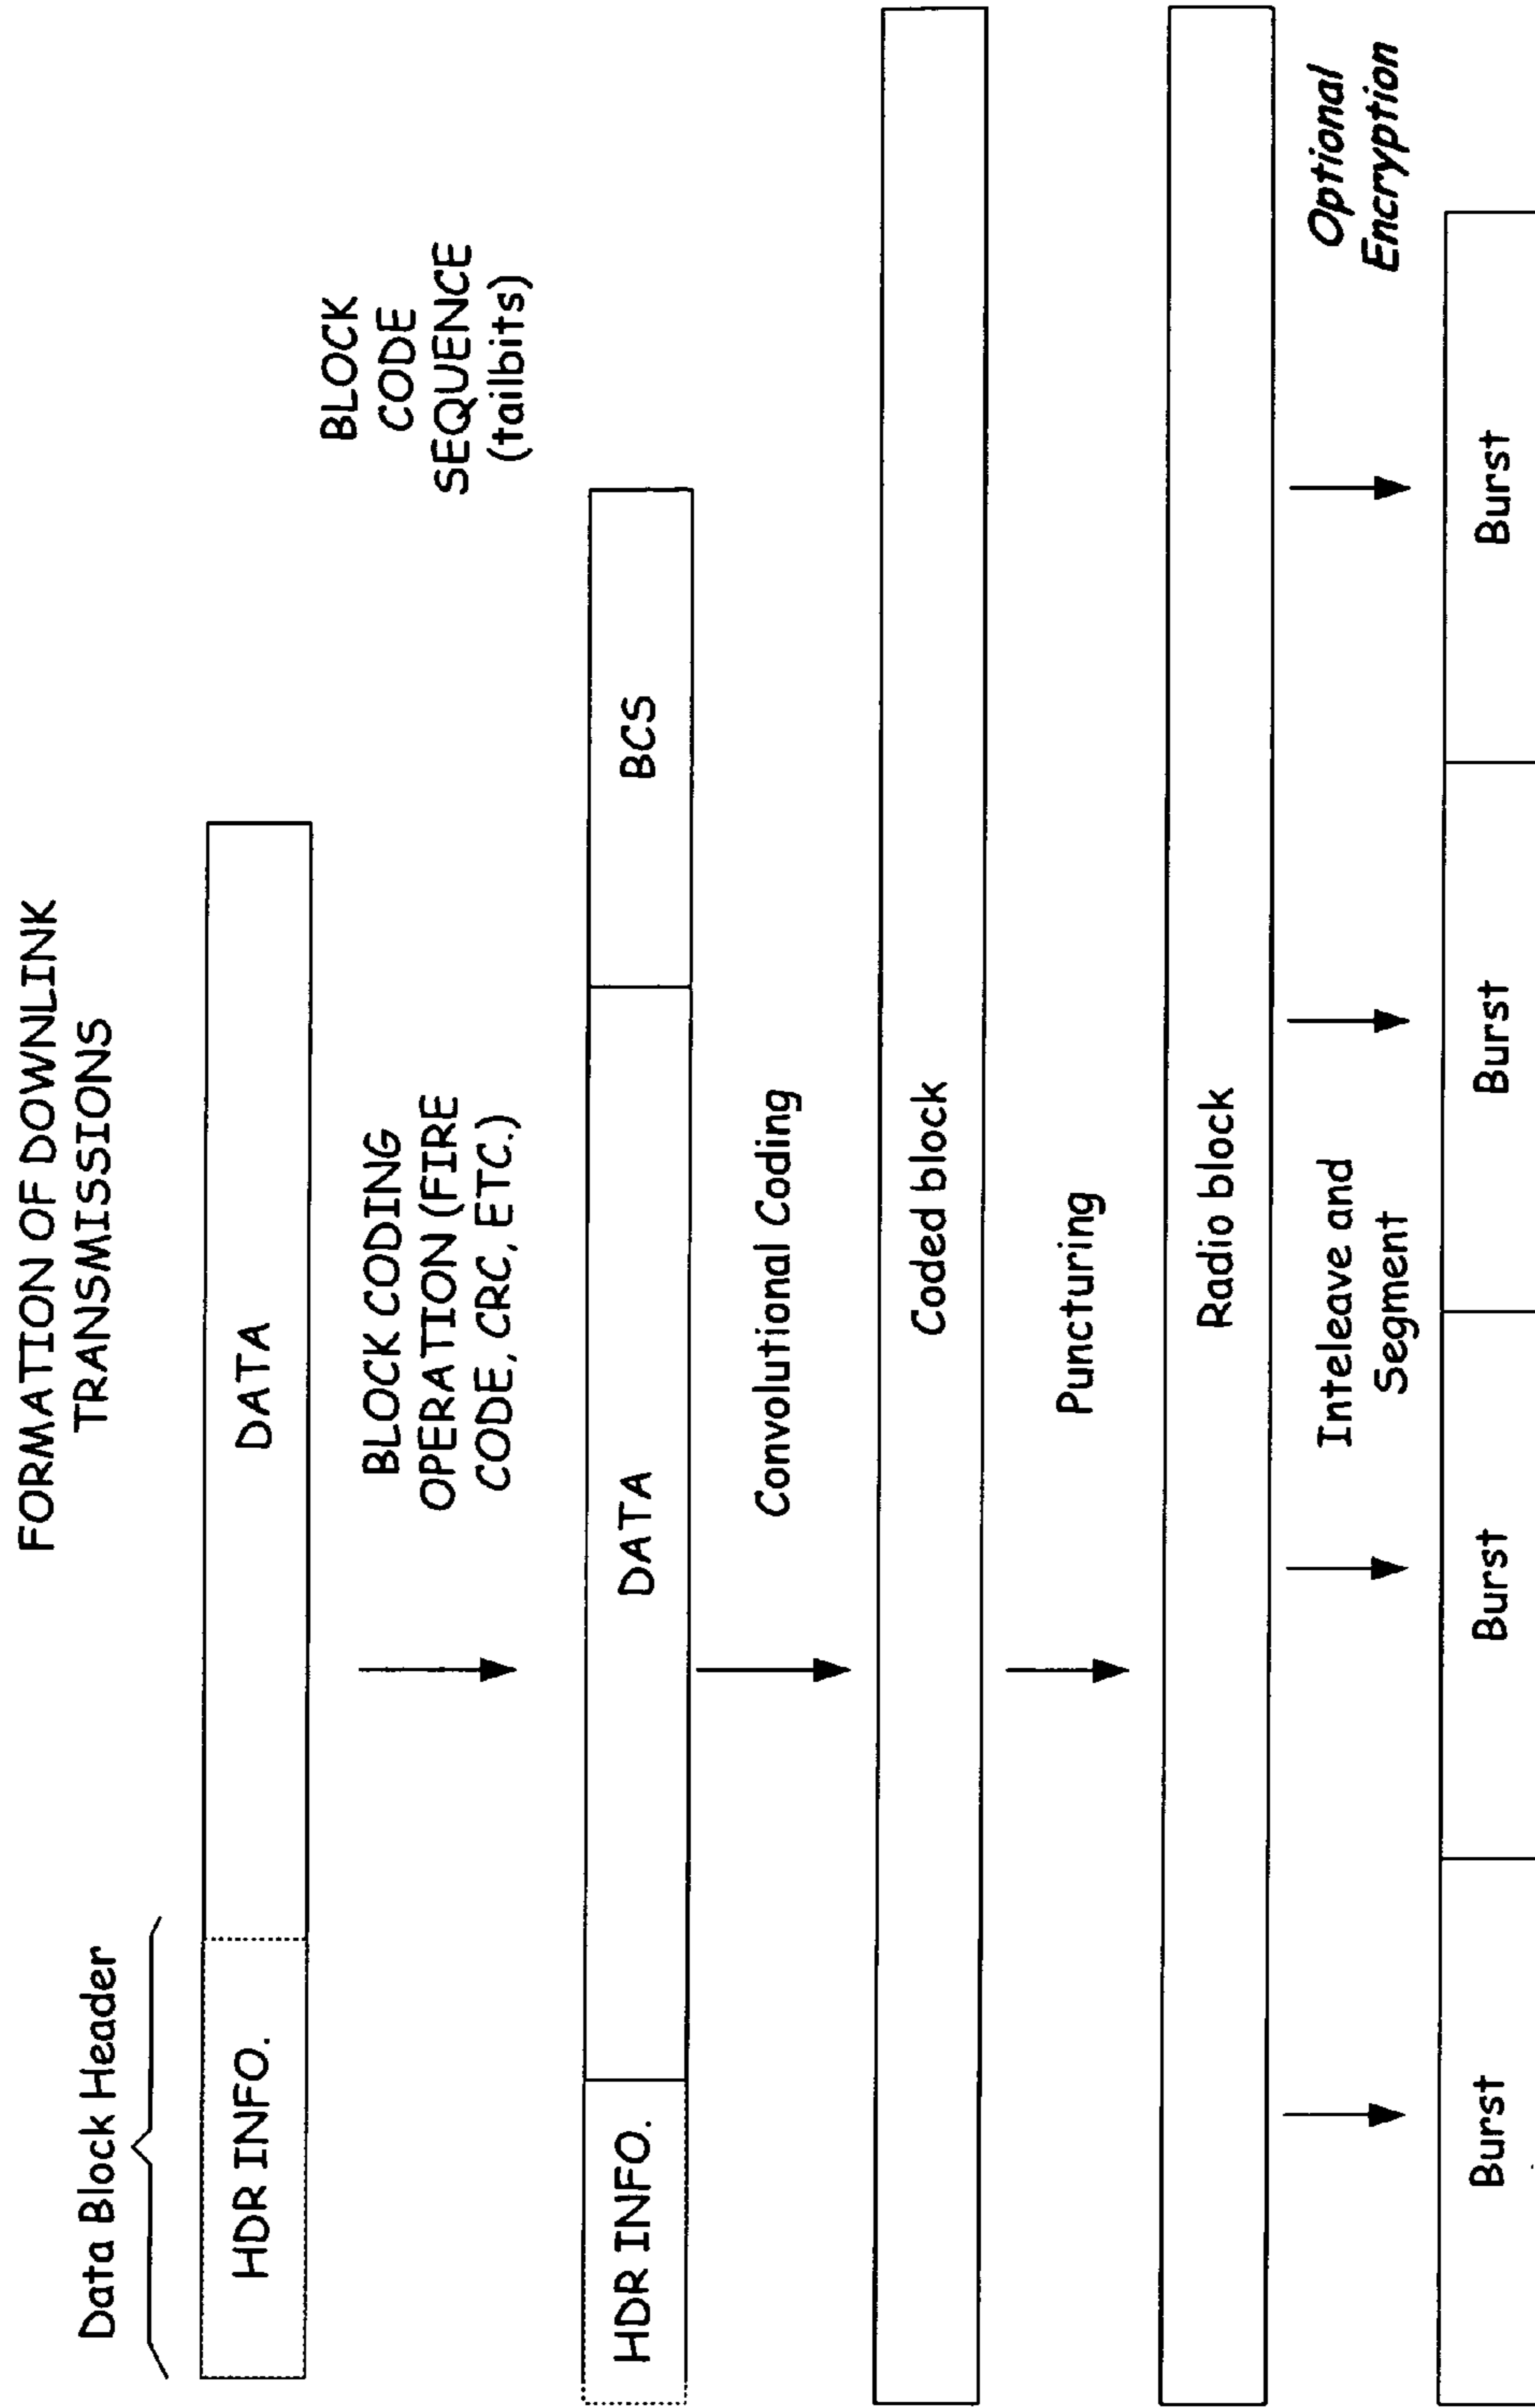 FORMATION OF DOWNLINK
TRANSMISSIONS
Data Block Header
HDR INFO.
DATA
BLOCK CODING
OPERATION (FIRE
CODE, CRC, ETC.)
BLOCK
CODE
SEQUENCE
(tailbits)
HDR INFO.
DATA
BCS
Convolutional Coding
Coded block
Puncturing
Radio block
Inteleave and
Segment
Optional
Encryption
Burst
Burst
Burst
Burst